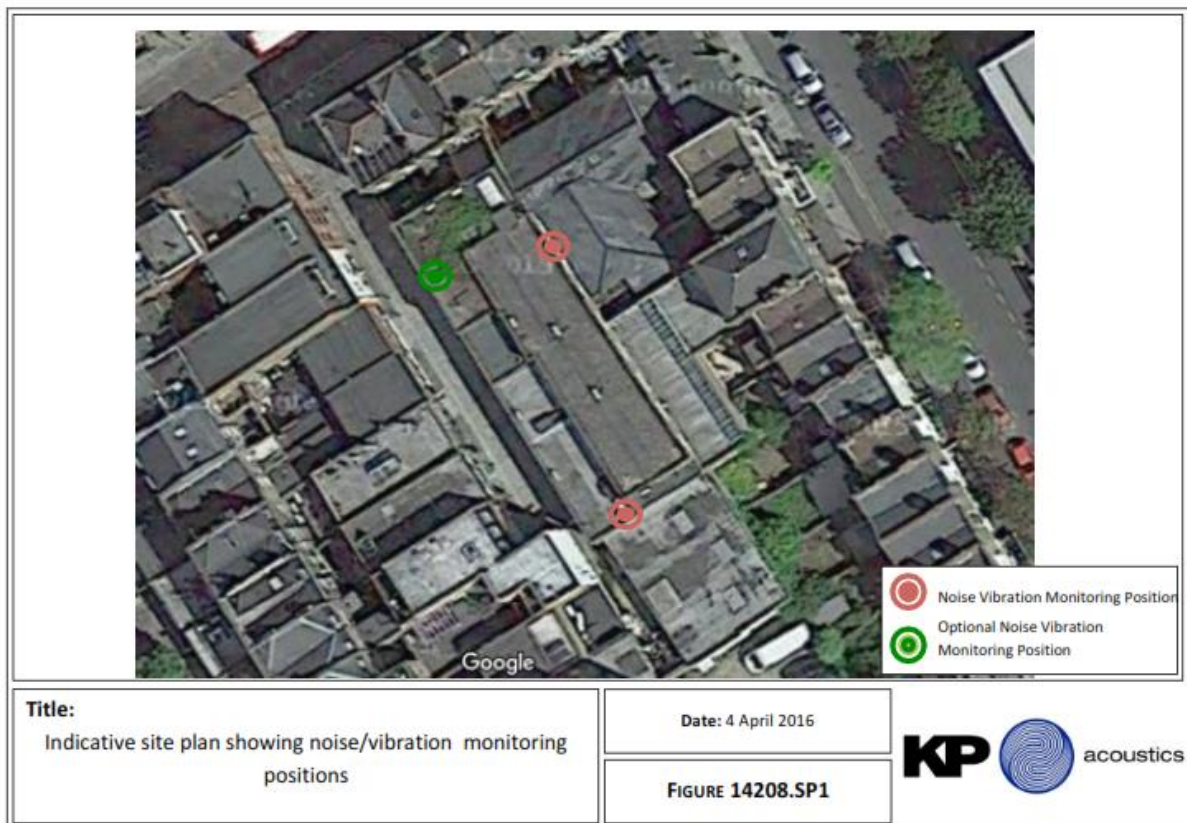 Google
Noise Vibration Monitoring Position
Optional Noise Vibration
Monitoring Position
Title:
Indicative site plan showing noise/vibration monitoring
positions
Date: 4 April 2016
FIGURE 14208.SP1
KP acoustics